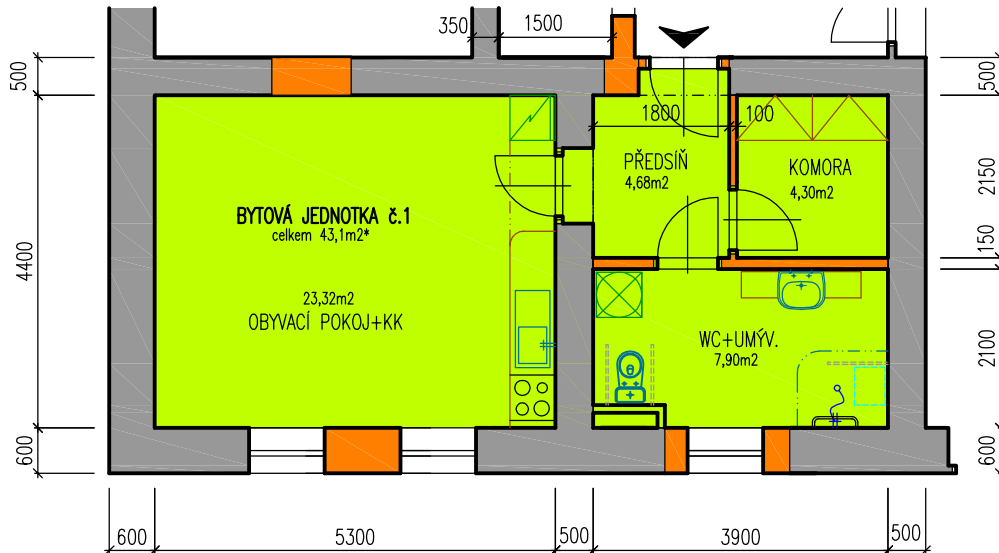 350
1500
500
500
1800
100
PŘEDSÍŇ
4,68m2
KOMORA
4,30m2
2150
BYTOVÁ JEDNOTKA č.1
celkem 43,1m2*
4400
150
23,32m2
OBYVACÍ POKOJ+KK
WC+UMÝV.
7,90m2
2100
600
600
600
5300
500
3900
500